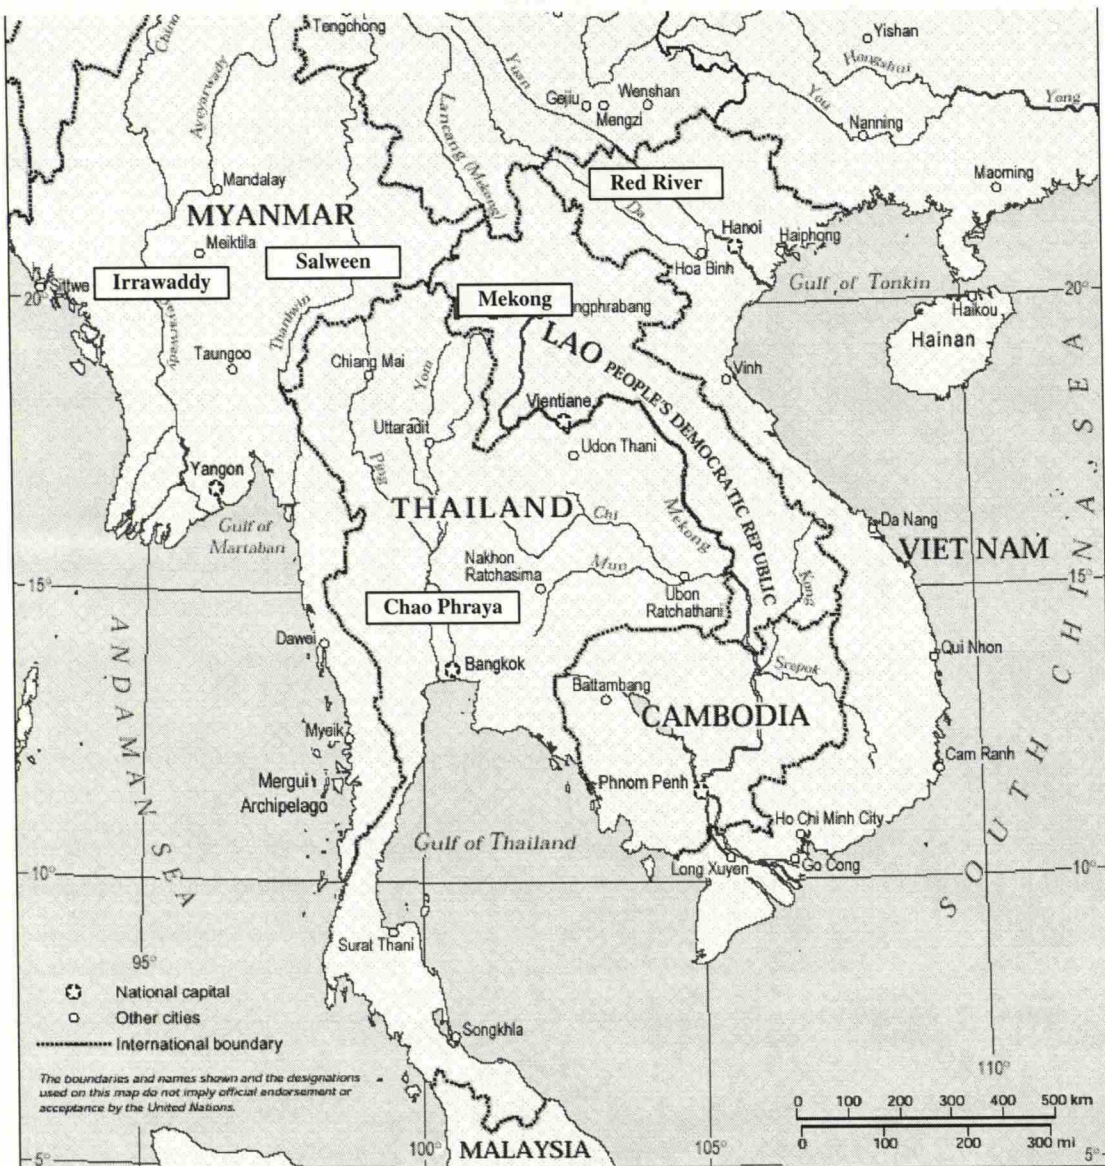 Tengchong
Chindwin
Ayeyarwady
Lancang (Mekong)
Yuan
Gejiu
Mengzi
Wenshan
Yishan
Hongshui
You
Nanning
Yong
Maoming
Mandalay
MYANMAR
Meiktila
Red River
Da
Hanoi
Haiphong
Hoa Binh
Salween
Irrawaddy
Sittwe
20°
Mekong
Gulf of Tonkin
20°
Haikou
Hainan
Thanlwin
Taungoo
Chiang Mai
Yom
LAO PEOPLE'S DEMOCRATIC REPUBLIC
Vinh
Vientiane
Uttaradit
Udon Thani
Ping
Yangon
THAILAND
Chi
Mekong
Da Nang
Gulf of
Martaban
VIET NAM
Nakhon
Ratchasima
Mun
Kong
15°
15°
Ubon
Ratchathani
Chao Phraya
Dawei
Bangkok
Qui Nhon
Srepok
Battambang
CAMBODIA
Myeik
Cam Ranh
Mergui
Archipelago
Phnom Penh
Ho Chi Minh City
Gulf of Thailand
Long Xuyen
Go Cong
10°
10°
ANDAMAN SEA
SOUTH CHINA SEA
Surat Thani
95°
National capital
Other cities
International boundary
Songkhla
110°
The boundaries and names shown and the designations
used on this map do not imply official endorsement or
acceptance by the United Nations.
0 100 200 300 400 500 km
0 100 200 300 mi
5°
100°
MALAYSIA
105°
5°